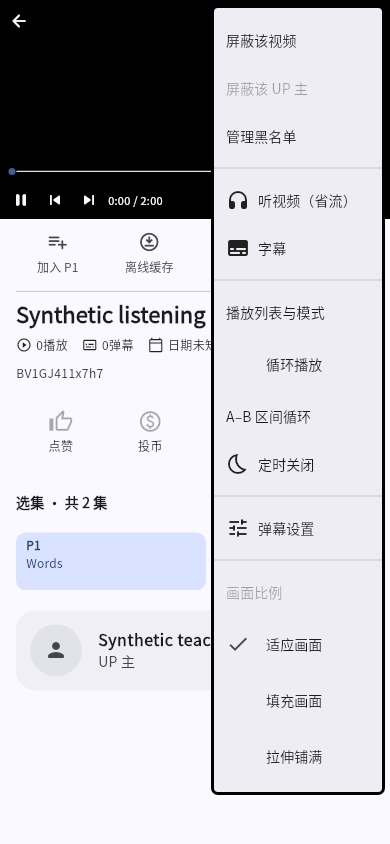 屏蔽该视频
屏蔽该 UP 主
管理黑名单
听视频（省流）
字幕
播放列表与模式
循环播放
A–B 区间循环
定时关闭
弹幕设置
画面比例
适应画面
填充画面
拉伸铺满
0:00 / 2:00
加入 P1
离线缓存
Synthetic listening
0播放
0弹幕
日期未知
BV1GJ411x7h7
点赞
投币
选集 · 共 2 集
P1
Words
Synthetic teac
UP 主